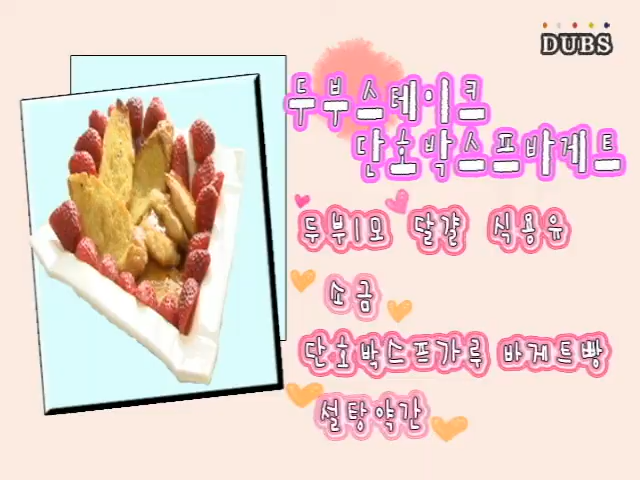 DUBS
두부스테이크
단호박스프바게트
두부1모 달걀 식용유
소금
단호박스프가루 바게트빵
설탕약간